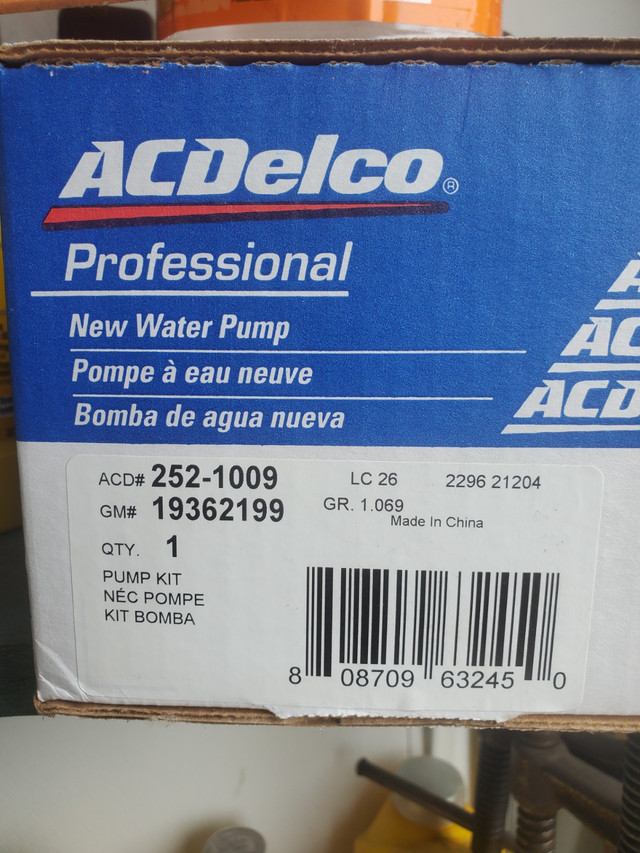 ACDelco®
Professional
New Water Pump
Pompe à eau neuve
Bomba de agua nueva
ACD# 252-1009
GM# 19362199
LC 26 2296 21204
GR. 1.069
Made In China
QTY. 1
PUMP KIT
NÉC POMPE
KIT BOMBA
8 08709 63245 0
A
AC
ACD